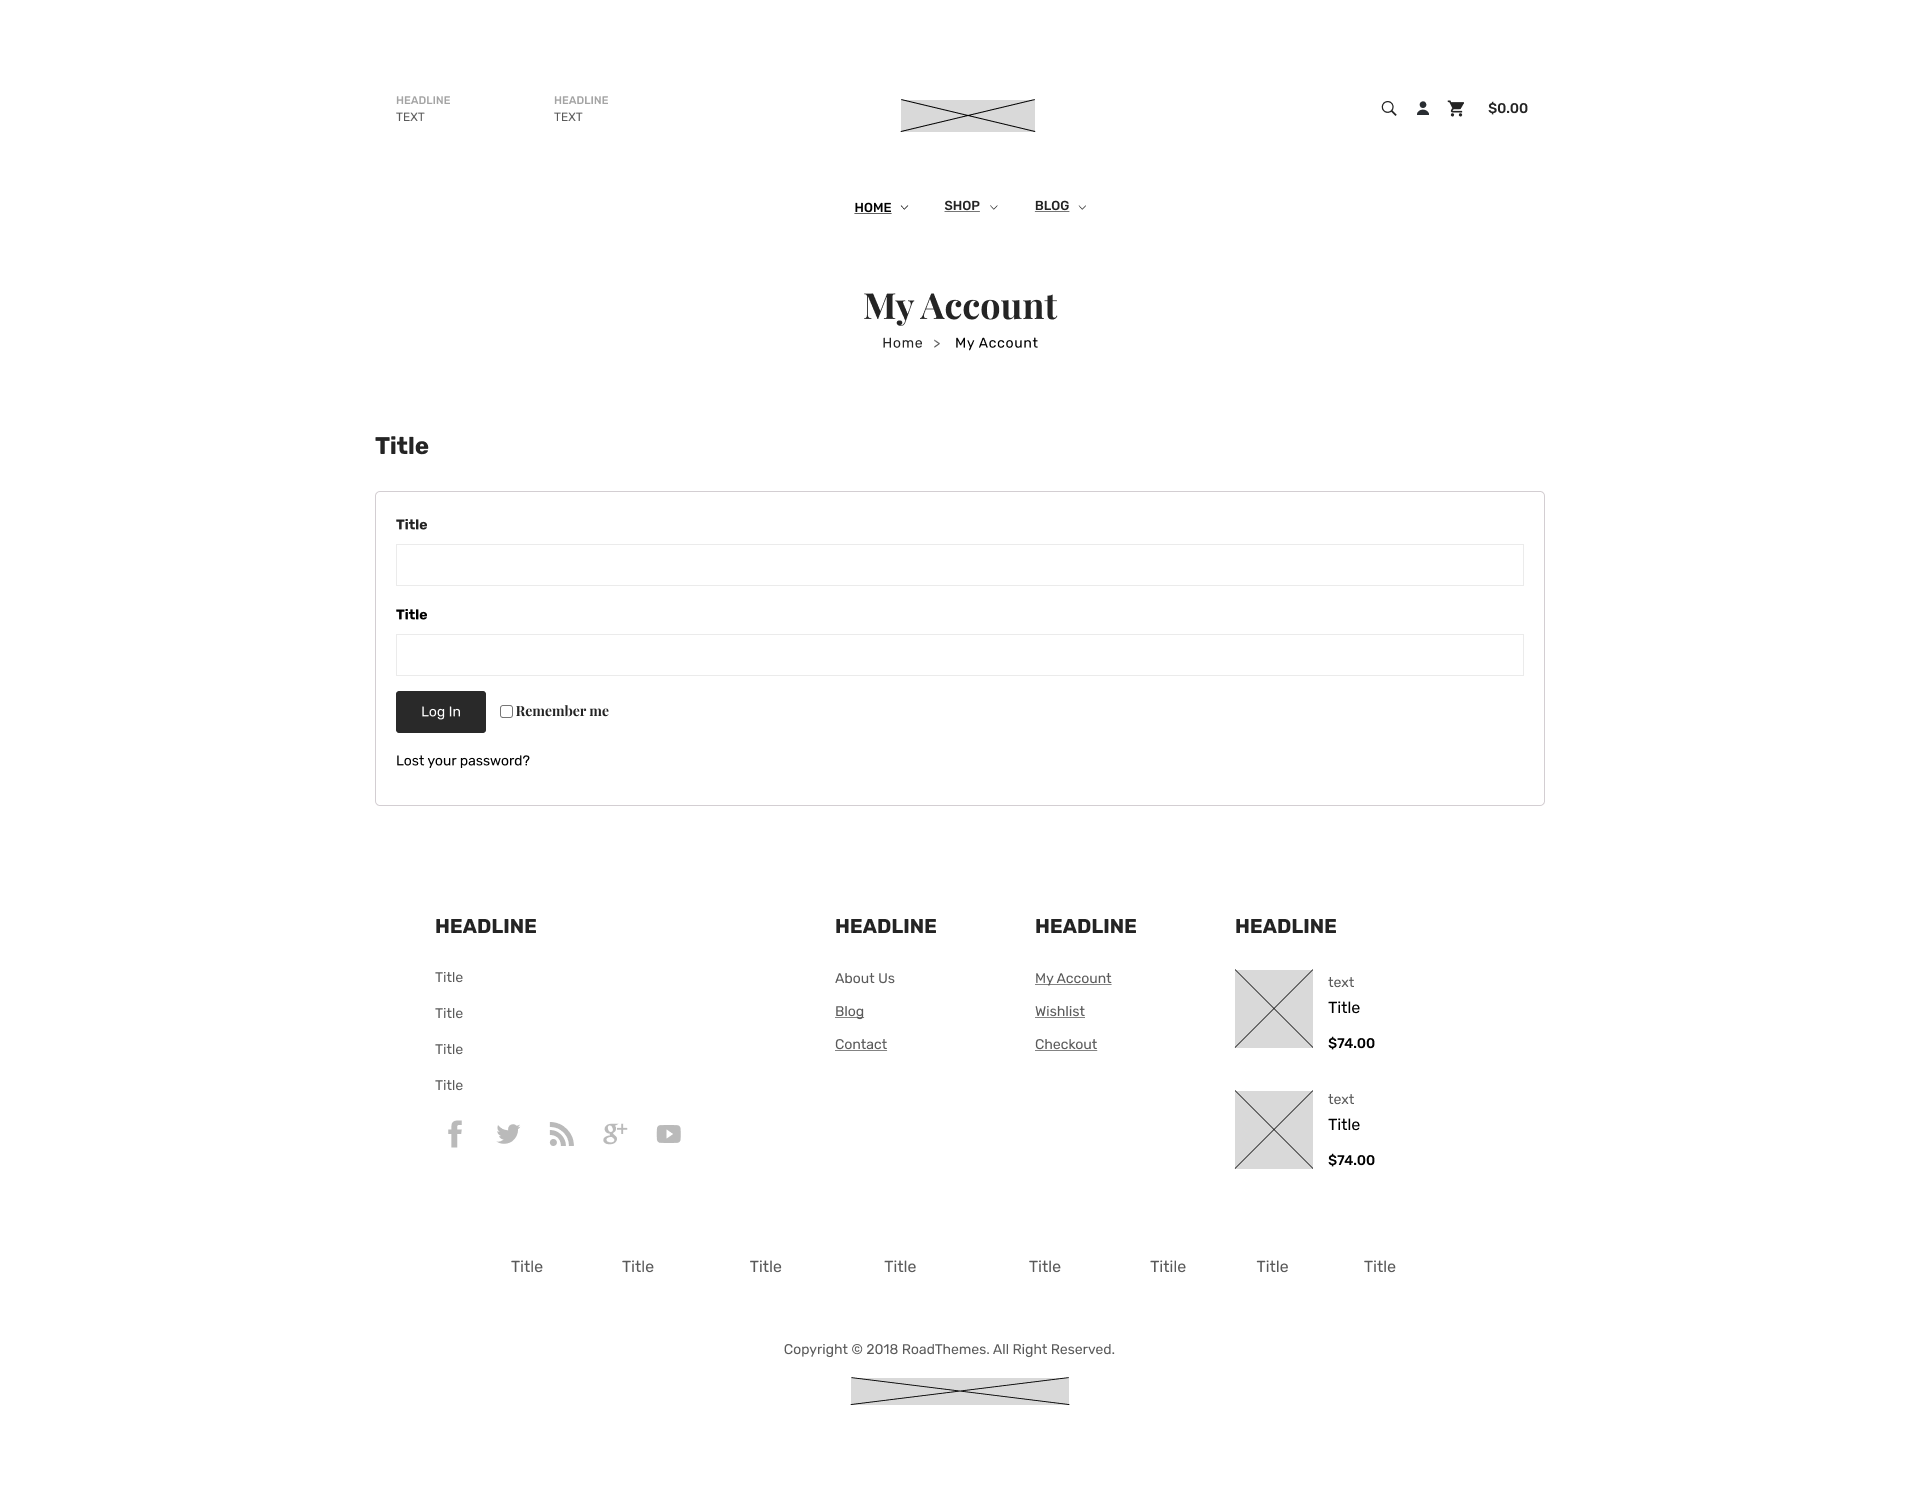 HEADLINE
TEXT
HEADLINE
TEXT
$0.00
HOME
SHOP
BLOG
My Account
Home > My Account
Title
Title
Title
Log In
Remember me
Lost your password?
HEADLINE
Title
Title
Title
Title
HEADLINE
About Us
Blog
Contact
HEADLINE
My Account
Wishlist
Checkout
HEADLINE
text
Title
$74.00
text
Title
$74.00
Title Title Title Title Title Titile Title Title
Copyright © 2018 RoadThemes. All Right Reserved.